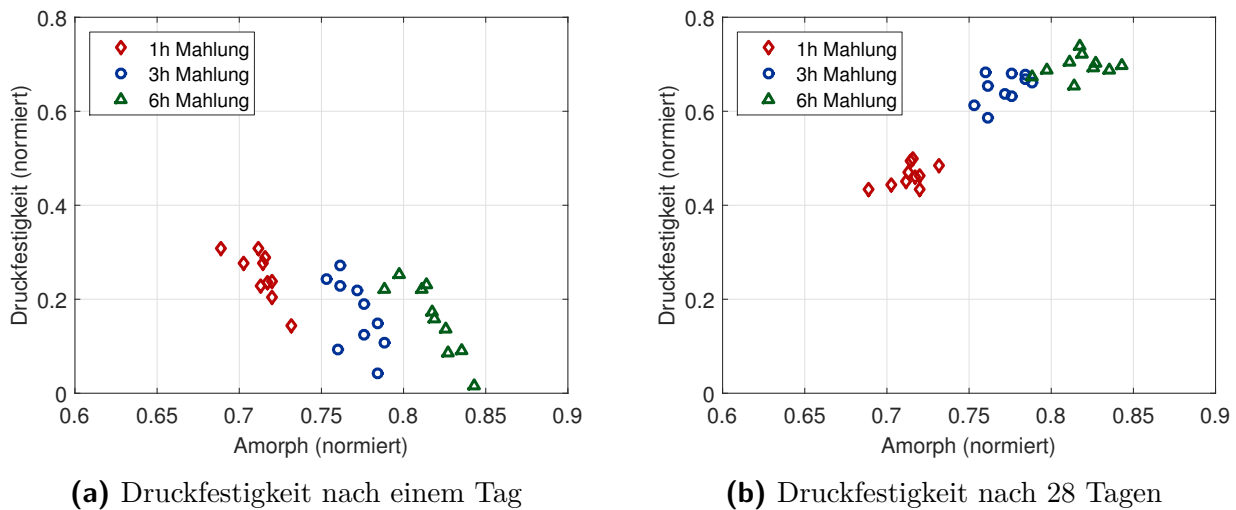 0.8
0.6
0.4
0.2
0
0.6
0.65
0.7
0.75
0.8
0.85
0.9
Druckfestigkeit (normiert)
Amorph (normiert)
1h Mahlung
3h Mahlung
6h Mahlung
(a) Druckfestigkeit nach einem Tag
0.8
0.6
0.4
0.2
0
0.6
0.65
0.7
0.75
0.8
0.85
0.9
Druckfestigkeit (normiert)
Amorph (normiert)
1h Mahlung
3h Mahlung
6h Mahlung
(b) Druckfestigkeit nach 28 Tagen